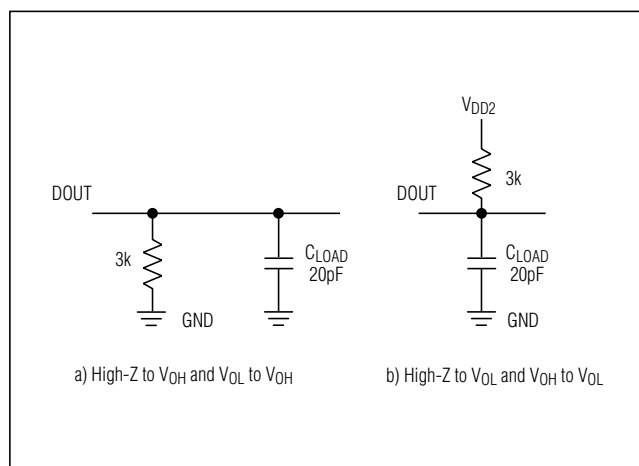 DOUT
3k
CLOAD
20pF
GND
a) High-Z to VOH and VOL to VOH
VDD2
3k
DOUT
CLOAD
20pF
GND
b) High-Z to VOL and VOH to VOL